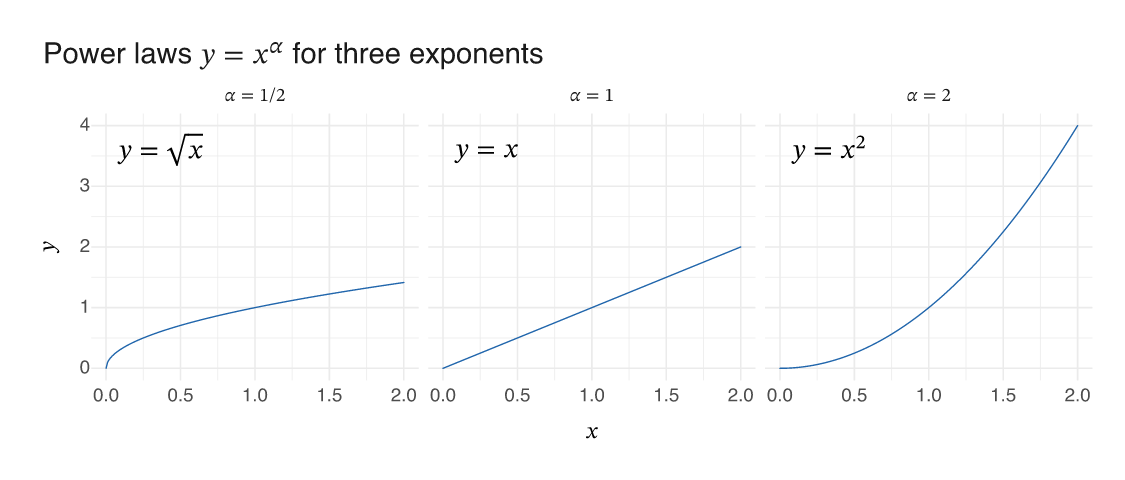 Power laws y = x^α for three exponents
α = 1/2
α = 1
α = 2
y = √x
y = x
y = x²
y
4
3
2
1
0
0.0 0.5 1.0 1.5 2.0
0.0 0.5 1.0 1.5 2.0
0.0 0.5 1.0 1.5 2.0
x